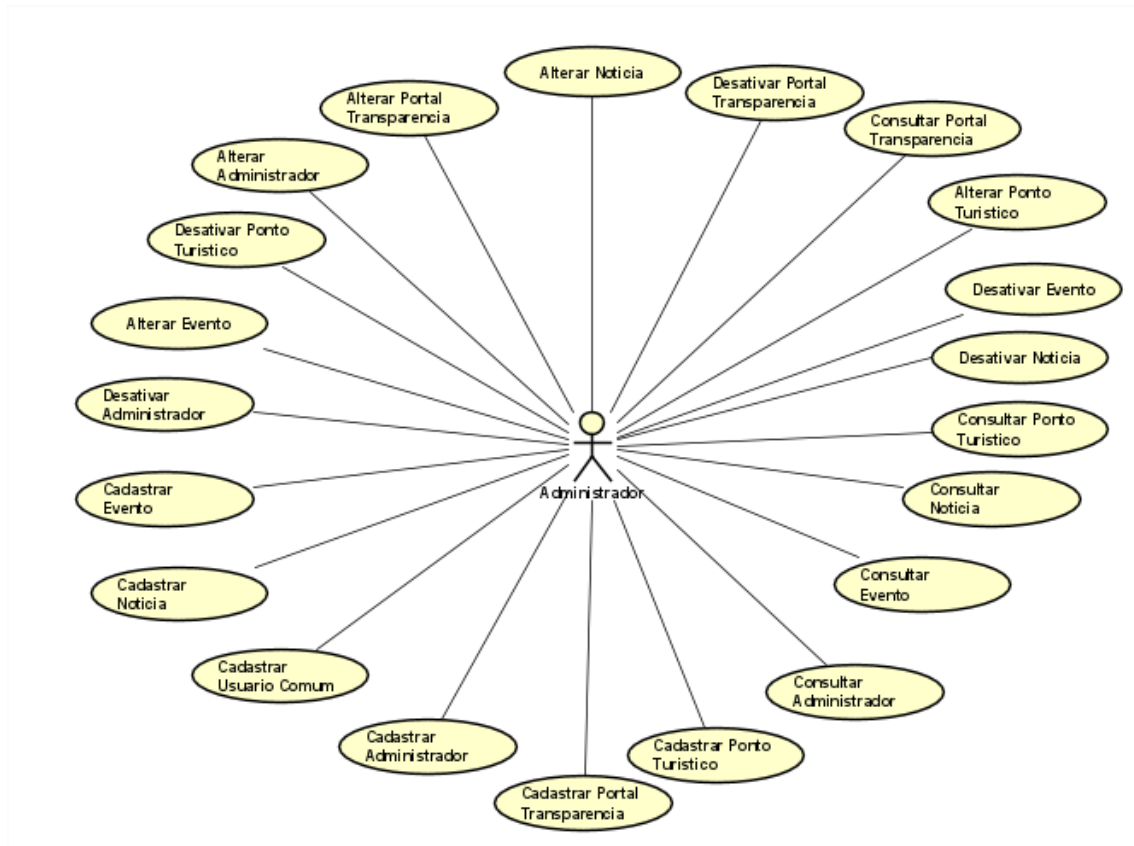 Alterar Noticia
Desativar Portal
Transparencia
Alterar Portal
Transparencia
Consultar Portal
Transparencia
Alterar
Administrador
Alterar Ponto
Turistico
Desativar Ponto
Turistico
Desativar Evento
Alterar Evento
Desativar Noticia
Desativar
Administrador
Consultar Ponto
Turistico
Cadastrar
Evento
Administrador
Consultar
Noticia
Cadastrar
Noticia
Consultar
Evento
Cadastrar
Usuario Comum
Consultar
Administrador
Cadastrar
Administrador
Cadastrar Ponto
Turistico
Cadastrar Portal
Transparencia